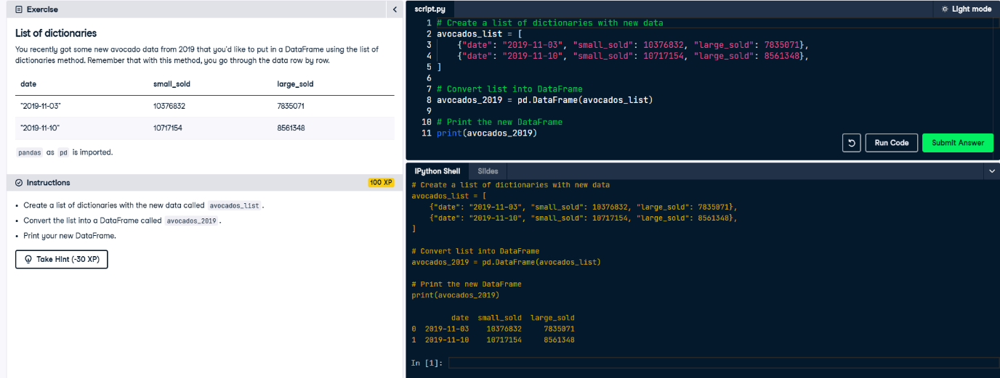 Exercise
List of dictionaries
You recently got some new avocado data from 2019 that you'd like to put in a DataFrame using the list of
dictionaries method. Remember that with this method, you go through the data row by row.
date small_sold large_sold
"2019-11-03" 10376832 7835071
"2019-11-10" 10717154 8561348
pandas as pd is imported.
Instructions 100 XP
• Create a list of dictionaries with the new data called avocados_list.
• Convert the list into a DataFrame called avocados_2019.
• Print your new DataFrame.
Take Hint (-30 XP)
script.py Light mode
1 # Create a list of dictionaries with new data
2 avocados_list = [
3     {"date": "2019-11-03", "small_sold": 10376832, "large_sold": 7835071},
4     {"date": "2019-11-10", "small_sold": 10717154, "large_sold": 8561348},
5 ]
6
7 # Convert list into DataFrame
8 avocados_2019 = pd.DataFrame(avocados_list)
9
10 # Print the new DataFrame
11 print(avocados_2019)
Run Code Submit Answer
IPython Shell Slides
# Create a list of dictionaries with new data
avocados_list = [
    {"date": "2019-11-03", "small_sold": 10376832, "large_sold": 7835071},
    {"date": "2019-11-10", "small_sold": 10717154, "large_sold": 8561348},
]
# Convert list into DataFrame
avocados_2019 = pd.DataFrame(avocados_list)
# Print the new DataFrame
print(avocados_2019)
         date  small_sold  large_sold
0  2019-11-03    10376832     7835071
1  2019-11-10    10717154     8561348
In [1]: